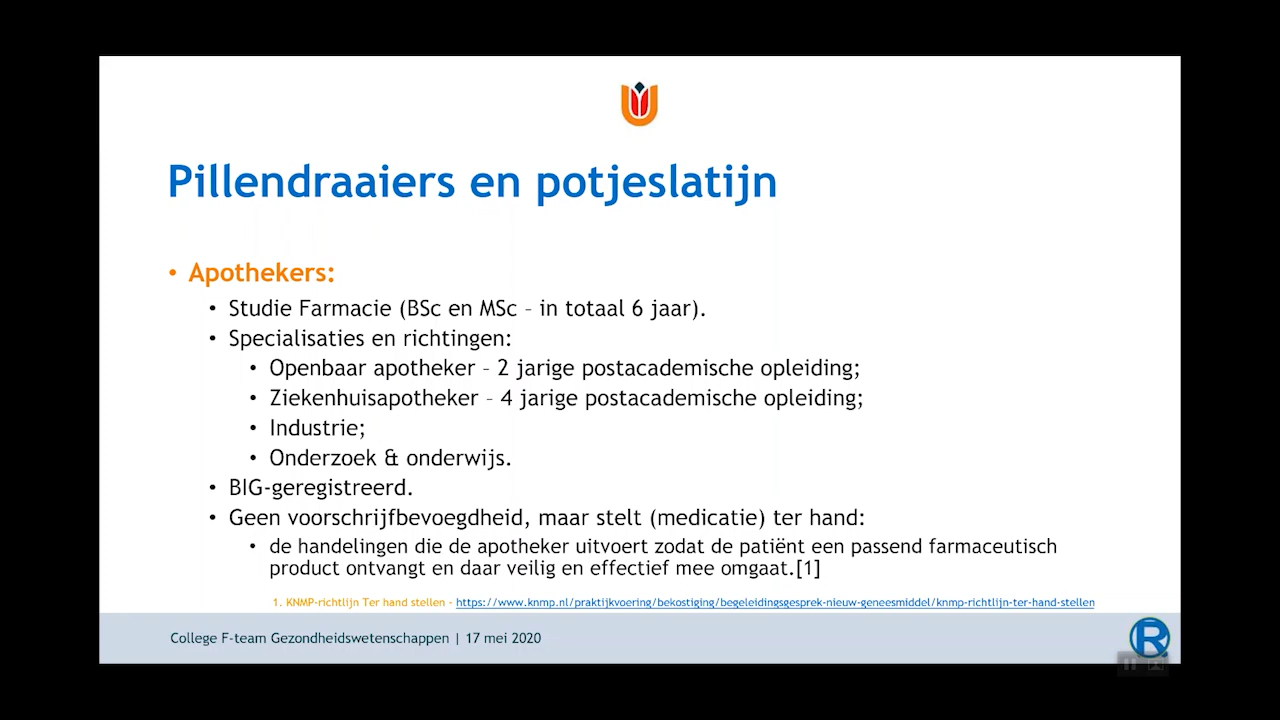 Pillendraaiers en potjeslatijn
• Apothekers:
• Studie Farmacie (BSc en MSc – in totaal 6 jaar).
• Specialisaties en richtingen:
• Openbaar apotheker – 2 jarige postacademische opleiding;
• Ziekenhuisapotheker – 4 jarige postacademische opleiding;
• Industrie;
• Onderzoek & onderwijs.
• BIG-geregistreerd.
• Geen voorschrijfbevoegdheid, maar stelt (medicatie) ter hand:
• de handelingen die de apotheker uitvoert zodat de patiënt een passend farmaceutisch
product ontvangt en daar veilig en effectief mee omgaat.[1]
1. KNMP-richtlijn Ter hand stellen - https://www.knmp.nl/praktijkvoering/bekostiging/begeleidingsgesprek-nieuw-geneesmiddel/knmp-richtlijn-ter-hand-stellen
College F-team Gezondheidswetenschappen | 17 mei 2020
R